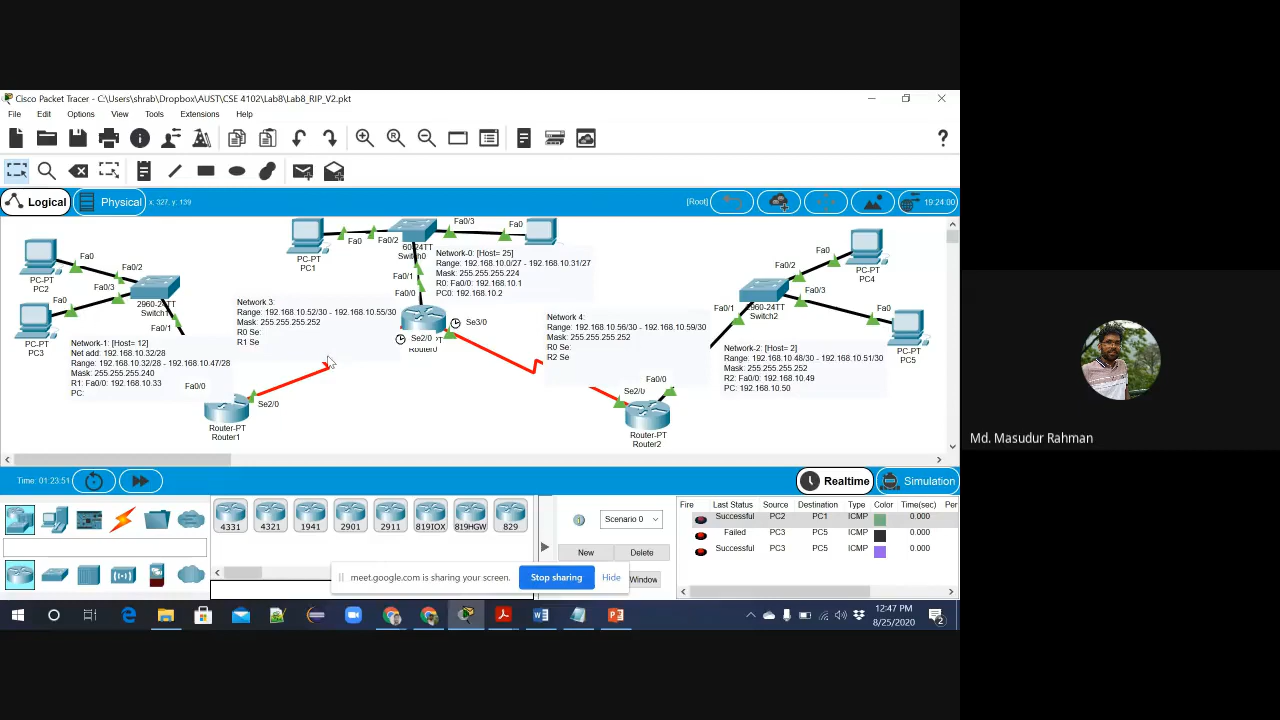 Cisco Packet Tracer - C:\Users\shrab\Dropbox\AUST\CSE 4102\Lab8\Lab8_RIP_V2.pkt
File Edit Options View Tools Extensions Help
?
Logical Physical x: 327, y: 139 [Root] 19:24:00
PC-PT
PC1
Fa0
Fa0/2
60-24TT
Switch0
Fa0/3
Fa0
Fa0/1
Fa0/0
Network-0: [Host= 25]
Range: 192.168.10.0/27 - 192.168.10.31/27
Mask: 255.255.255.224
R0: Fa0/0: 192.168.10.1
PC0: 192.168.10.2
PC-PT
PC2
Fa0
Fa0/2
Fa0
Fa0/3
2960-24TT
Switch1
Fa0/1
PC-PT
PC3
Network 3:
Range: 192.168.10.52/30 - 192.168.10.55/30
Mask: 255.255.255.252
R0 Se:
R1 Se
Se3/0
Se2/0
Router0
Network-1: [Host= 12]
Net add: 192.168.10.32/28
Range: 192.168.10.32/28 - 192.168.10.47/28
Mask: 255.255.255.240
R1: Fa0/0: 192.168.10.33
PC:
Fa0/0
Se2/0
Router-PT
Router1
Network 4:
Range: 192.168.10.56/30 - 192.168.10.59/30
Mask: 255.255.255.252
R0 Se:
R2 Se
Fa0/0
Se2/0
Router-PT
Router2
Fa0
Fa0/2
PC-PT
PC4
Fa0/3
Fa0
2960-24TT
Switch2
Fa0/1
PC-PT
PC5
Network-2: [Host= 2]
Range: 192.168.10.48/30 - 192.168.10.51/30
Mask: 255.255.255.252
R2: Fa0/0: 192.168.10.49
PC: 192.168.10.50
Md. Masudur Rahman
Time: 01:23:51 Realtime Simulation
4331 4321 1941 2901 2911 819IOX 819HGW 829
Scenario 0
New Delete
Window
Fire Last Status Source Destination Type Color Time(sec) Per
Successful PC2 PC1 ICMP 0.000
Failed PC3 PC5 ICMP 0.000
Successful PC3 PC5 ICMP 0.000
meet.google.com is sharing your screen. Stop sharing Hide
12:47 PM
8/25/2020
2